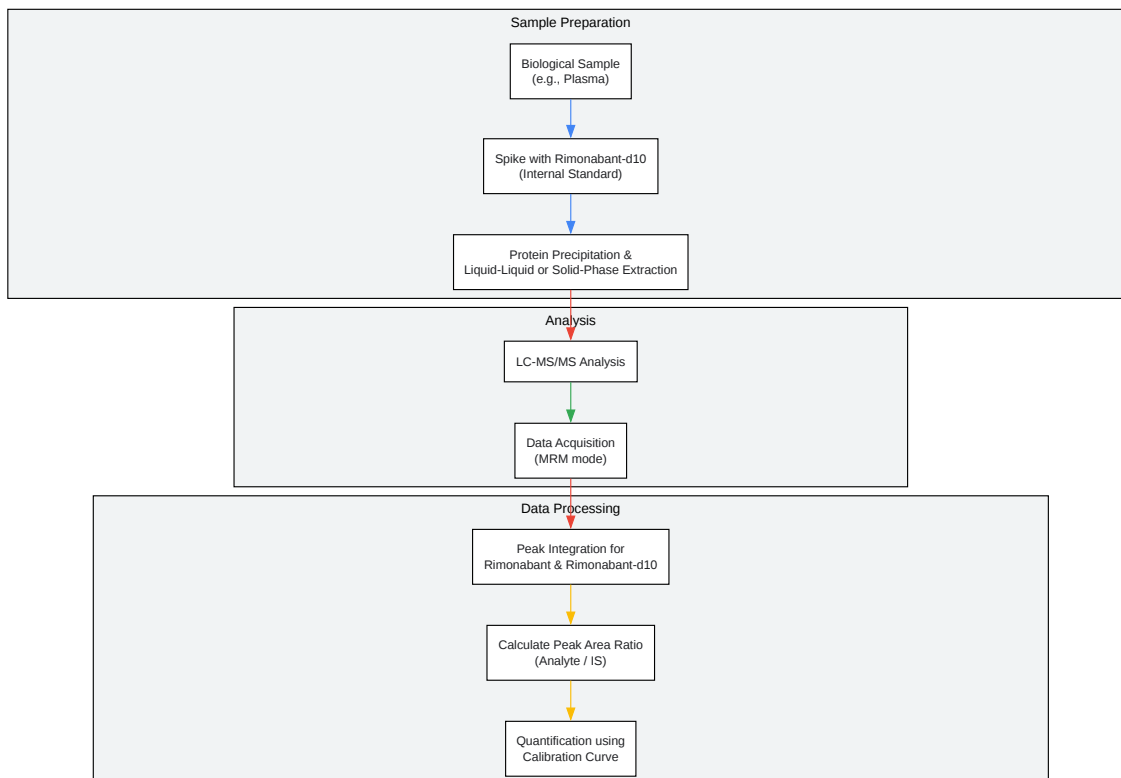 Sample Preparation
Biological Sample
(e.g., Plasma)
Spike with Rimonabant-d10
(Internal Standard)
Protein Precipitation &
Liquid-Liquid or Solid-Phase Extraction
Analysis
LC-MS/MS Analysis
Data Acquisition
(MRM mode)
Data Processing
Peak Integration for
Rimonabant & Rimonabant-d10
Calculate Peak Area Ratio
(Analyte / IS)
Quantification using
Calibration Curve